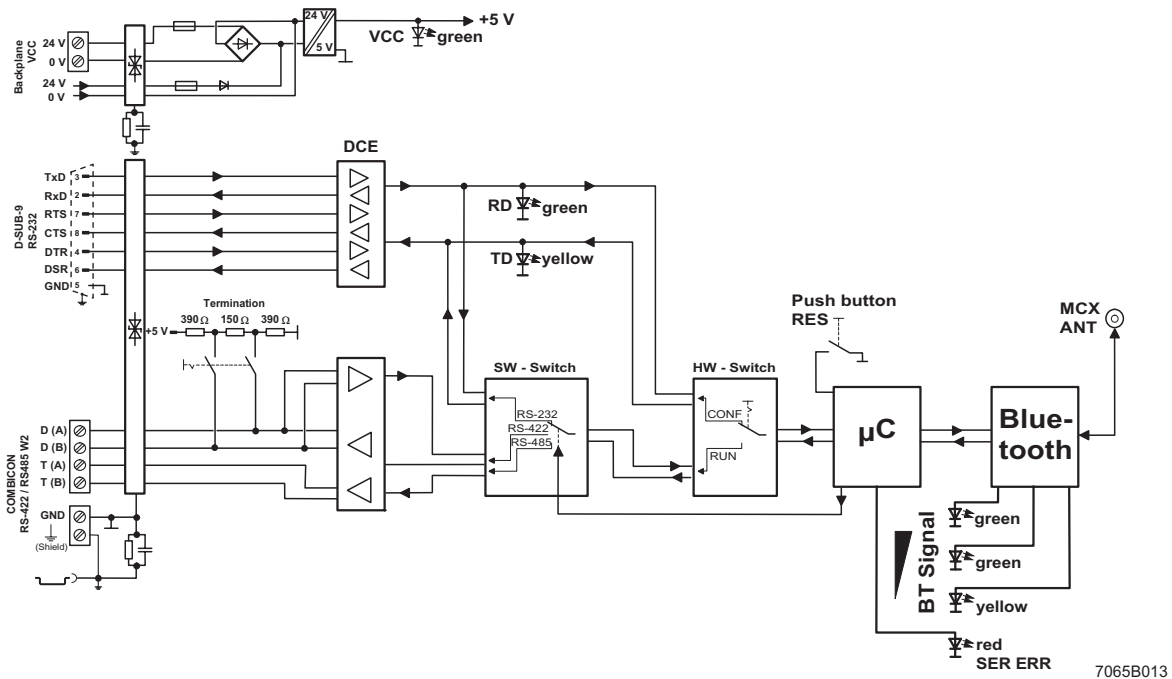 Backplane
VCC
24 V
0 V
24 V
0 V
24 V
5 V
+5 V
VCC
green
D-SUB-9
RS-232
TxD 3
RxD 2
RTS 7
CTS 8
DTR 4
DSR 6
GND 5
DCE
RD green
TD yellow
Termination
+5 V
390 Ω 150 Ω 390 Ω
Push button
RES
MCX
ANT
SW - Switch
RS-232
RS-422
RS-485
HW - Switch
CONF
RUN
µC
Blue-
tooth
COMBICON
RS-422 / RS485 W2
D (A)
D (B)
T (A)
T (B)
GND
(Shield)
BT Signal
green
green
yellow
red
SER ERR
7065B013